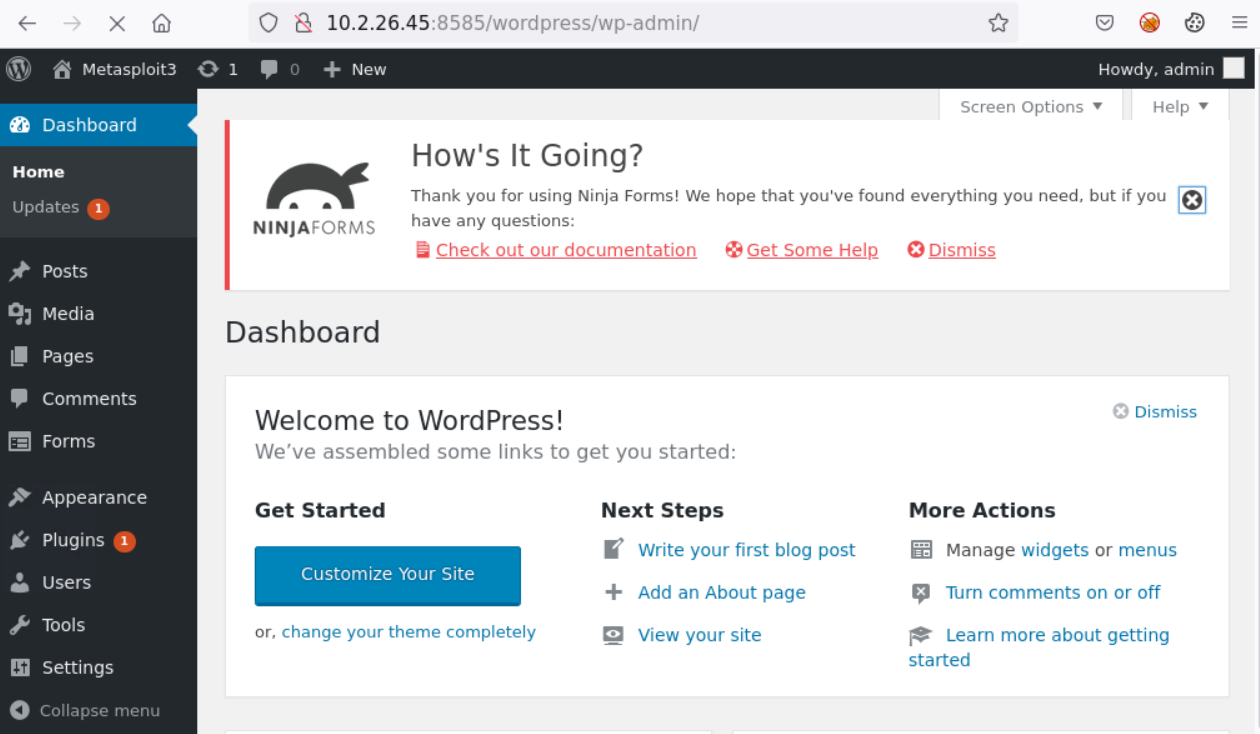 10.2.26.45:8585/wordpress/wp-admin/
Metasploit3 1 0 New Howdy, admin
Screen Options Help
Dashboard
Home
Updates 1
Posts
Media
Pages
Comments
Forms
Appearance
Plugins 1
Users
Tools
Settings
Collapse menu
NINJAFORMS
How's It Going?
Thank you for using Ninja Forms! We hope that you've found everything you need, but if you
have any questions:
Check out our documentation Get Some Help Dismiss
Dashboard
Welcome to WordPress!
Dismiss
We've assembled some links to get you started:
Get Started
Customize Your Site
or, change your theme completely
Next Steps
Write your first blog post
Add an About page
View your site
More Actions
Manage widgets or menus
Turn comments on or off
Learn more about getting
started